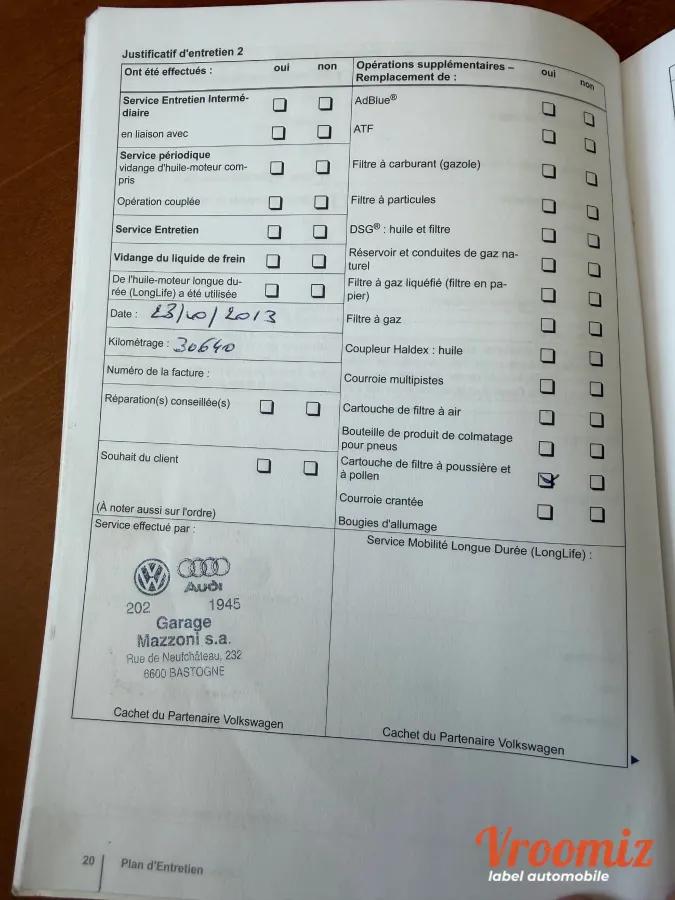 Justificatif d'entretien 2
Ont été effectués : oui non
Service Entretien Intermé-
diaire
en liaison avec
Service périodique
vidange d'huile-moteur com-
pris
Opération couplée
Service Entretien
Vidange du liquide de frein
De l'huile-moteur longue du-
rée (LongLife) a été utilisée
Date : 23/10/2013
Kilométrage : 30640
Numéro de la facture :
Réparation(s) conseillée(s)
Souhait du client
(À noter aussi sur l'ordre)
Opérations supplémentaires –
Remplacement de : oui non
AdBlue®
ATF
Filtre à carburant (gazole)
Filtre à particules
DSG® : huile et filtre
Réservoir et conduites de gaz na-
turel
Filtre à gaz liquéfié (filtre en pa-
pier)
Filtre à gaz
Coupleur Haldex : huile
Courroie multipistes
Cartouche de filtre à air
Bouteille de produit de colmatage
pour pneus
Cartouche de filtre à poussière et
à pollen
Courroie crantée
Bougies d'allumage
Service effectué par :
Audi
202 1945
Garage
Mazzoni s.a.
Rue de Neufchâteau, 232
6600 BASTOGNE
Cachet du Partenaire Volkswagen
Service Mobilité Longue Durée (LongLife) :
Cachet du Partenaire Volkswagen
20 Plan d'Entretien
Vroomiz
label automobile